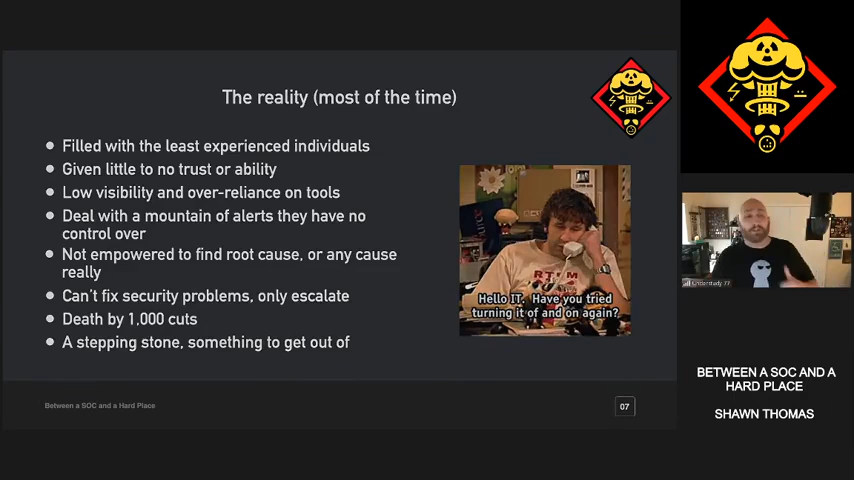 The reality (most of the time)
Filled with the least experienced individuals
Given little to no trust or ability
Low visibility and over-reliance on tools
Deal with a mountain of alerts they have no
control over
Not empowered to find root cause, or any cause
really
Can't fix security problems, only escalate
Death by 1,000 cuts
A stepping stone, something to get out of
RTFM
Hello IT. Have you tried
turning it of and on again?
Between a SOC and a Hard Place
07
BETWEEN A SOC AND A
HARD PLACE
SHAWN THOMAS